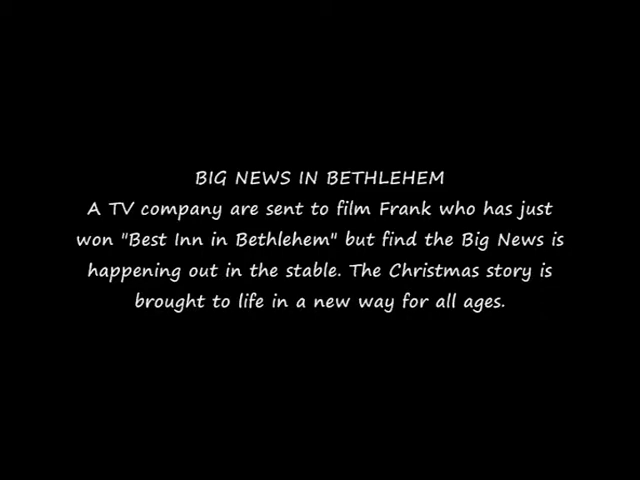 BIG NEWS IN BETHLEHEM
A TV company are sent to film Frank who has just
won "Best Inn in Bethlehem" but find the Big News is
happening out in the stable. The Christmas story is
brought to life in a new way for all ages.